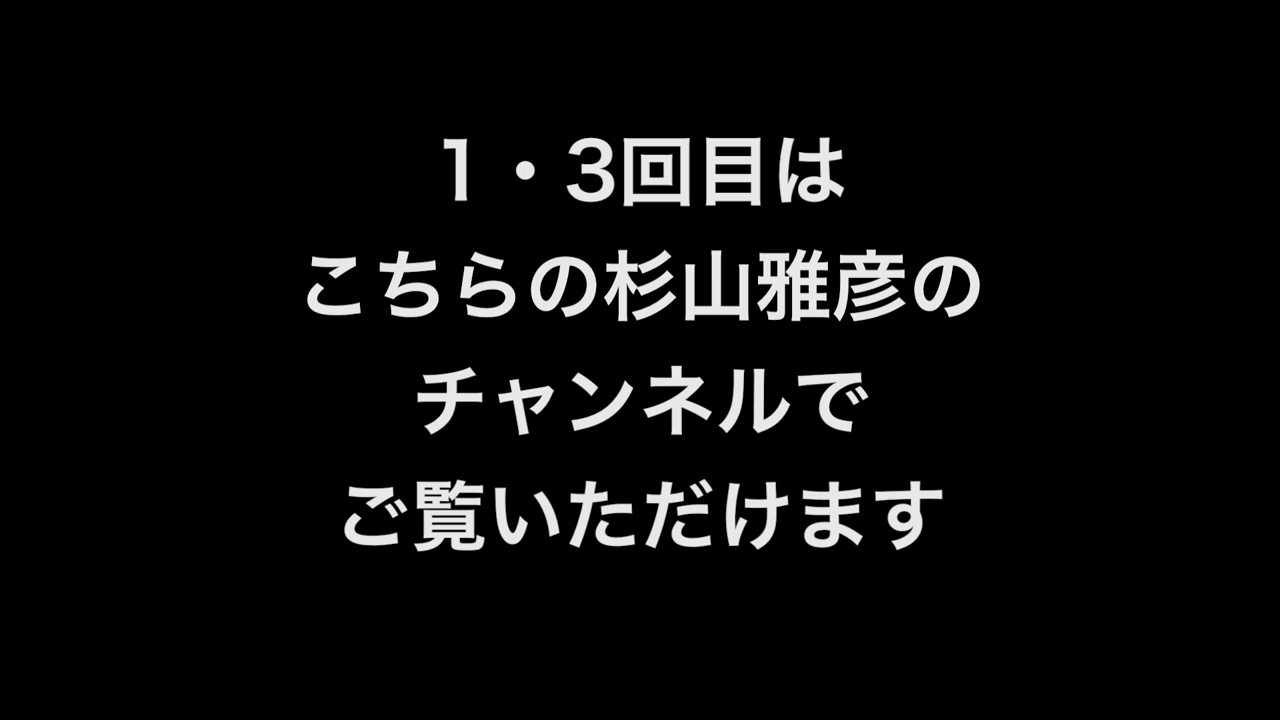 1・3回目は
こちらの杉山雅彦の
チャンネルで
ご覧いただけます